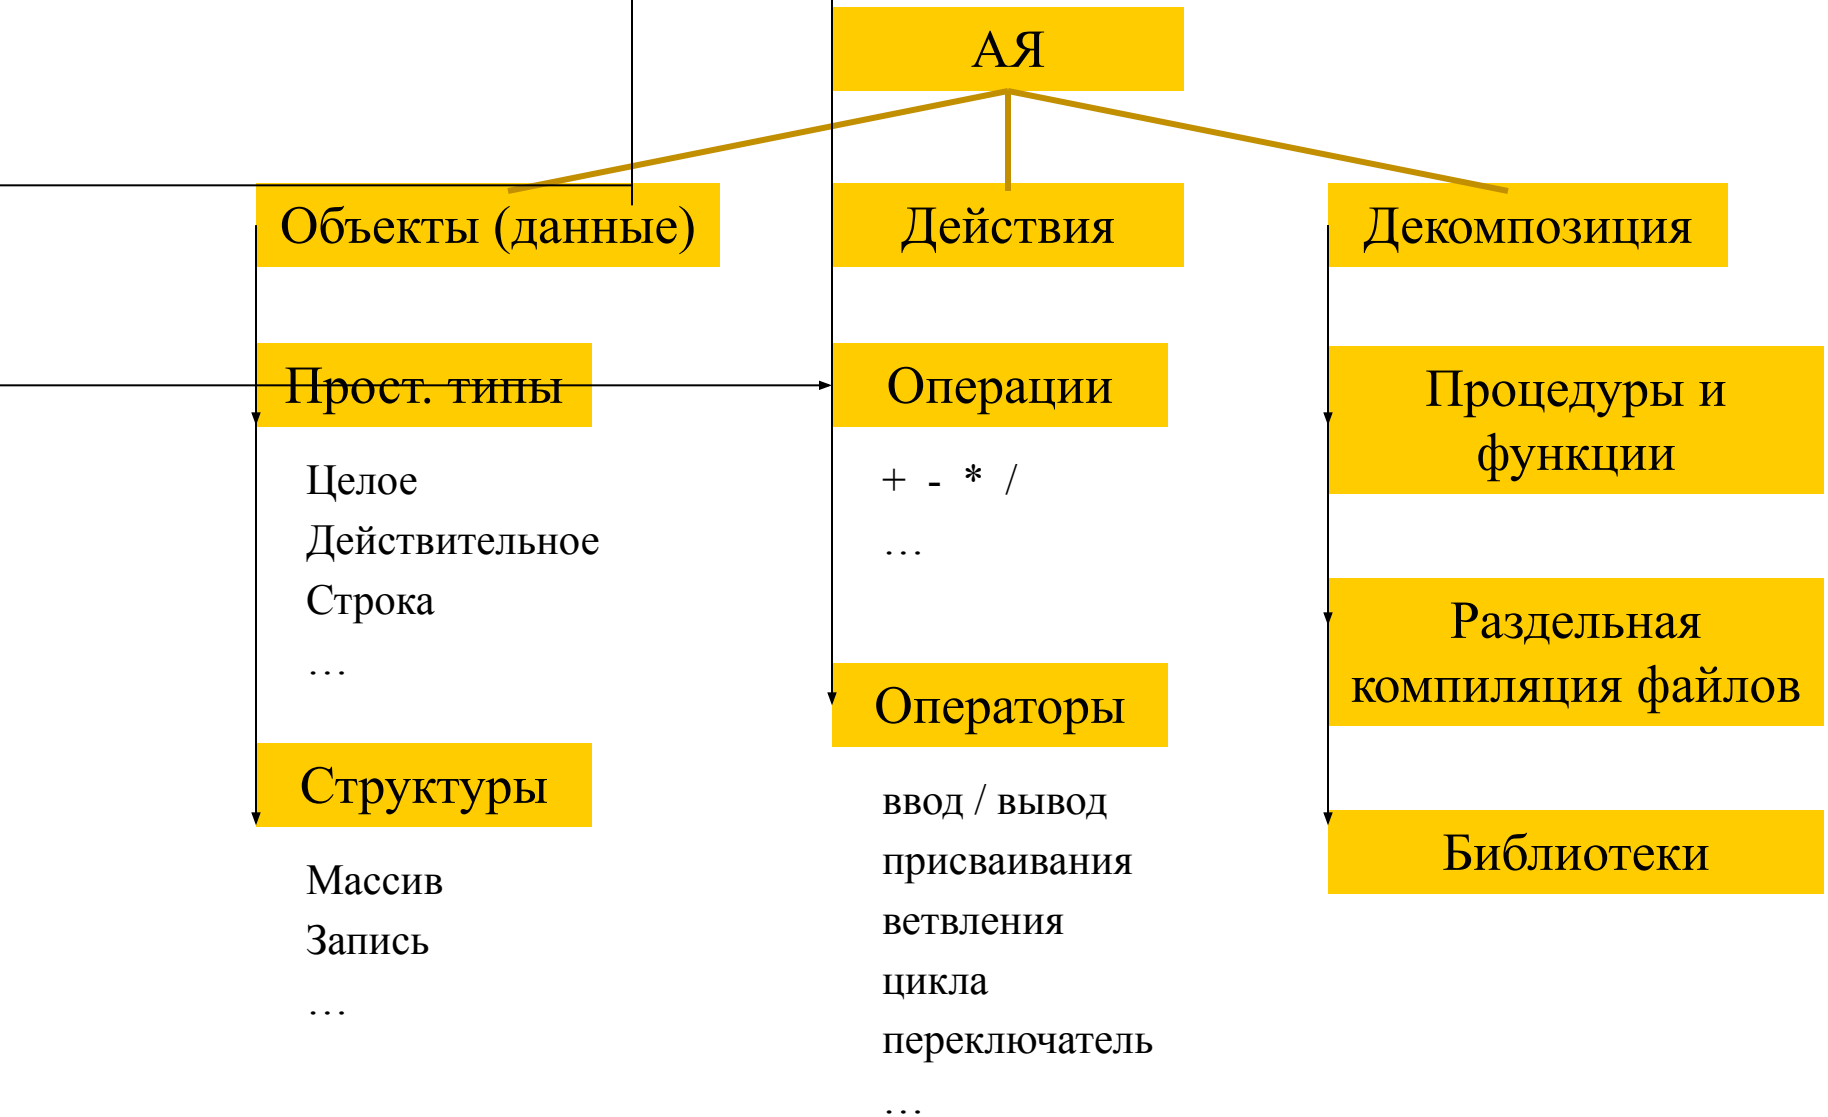 АЯ
Объекты (данные)
Действия
Декомпозиция
Прост. типы
Целое
Действительное
Строка
…
Структуры
Массив
Запись
…
Операции
+ - * /
…
Операторы
ввод / вывод
присваивания
ветвления
цикла
переключатель
…
Процедуры и
функции
Раздельная
компиляция файлов
Библиотеки